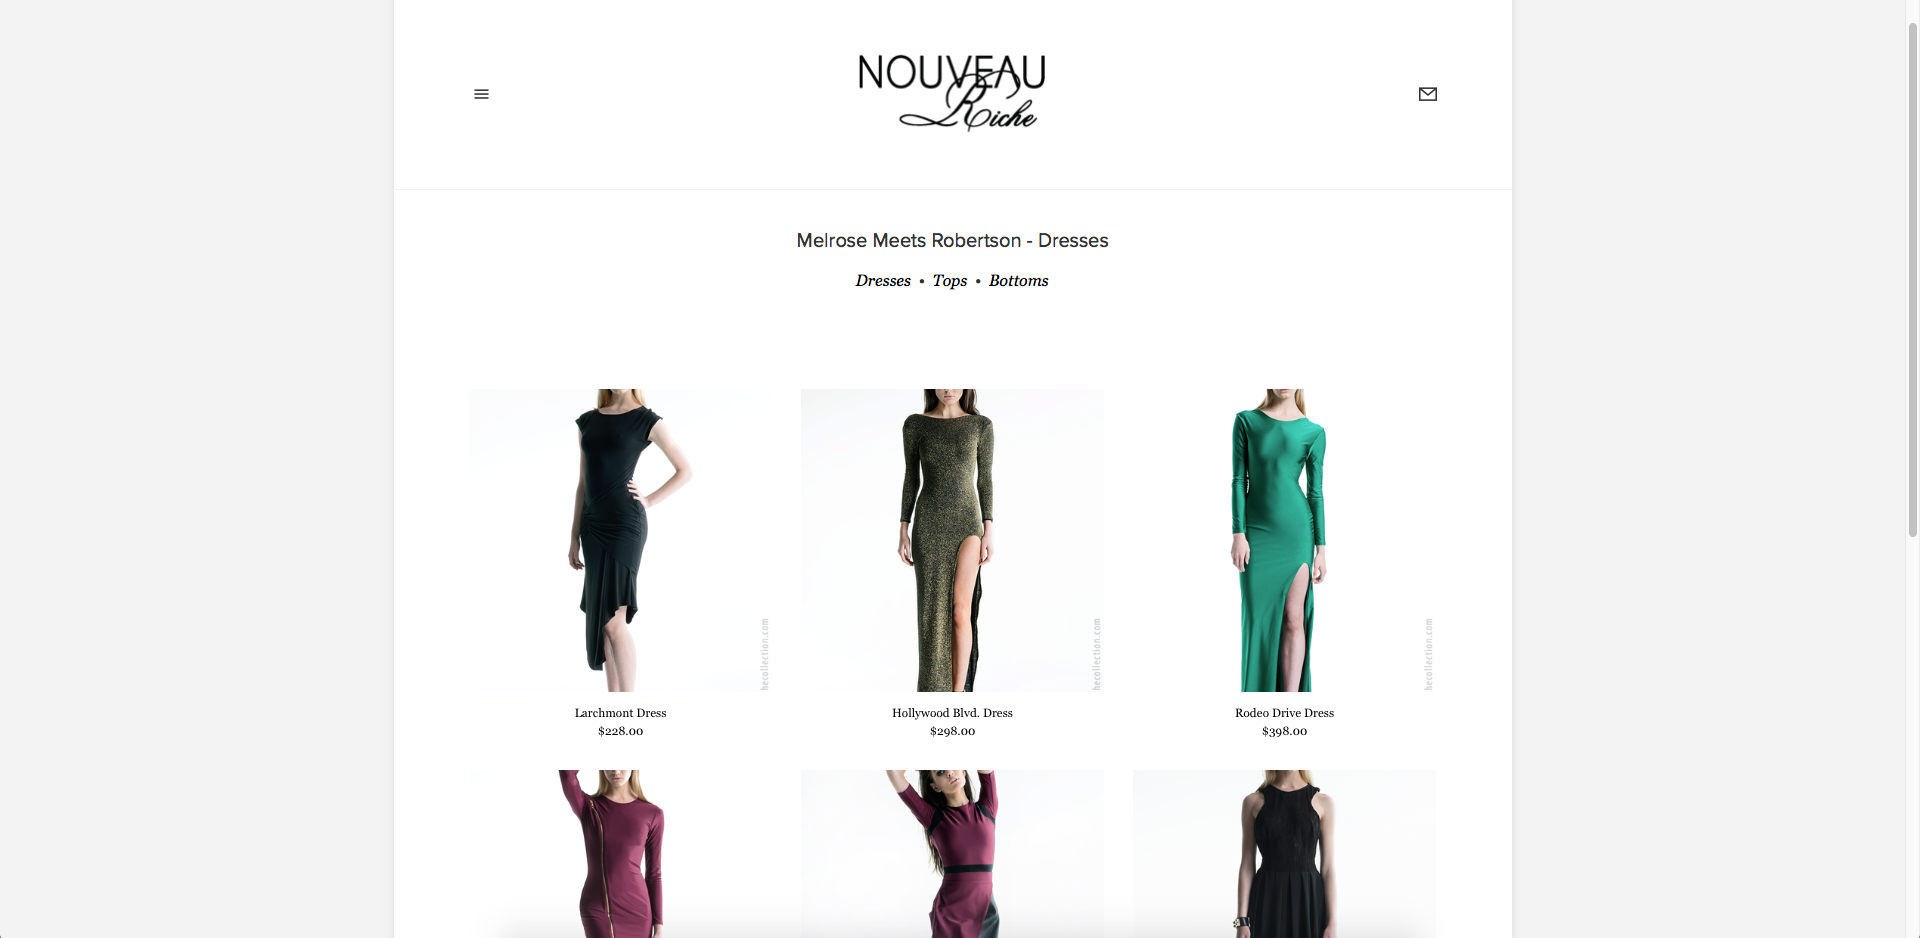 NOUVEAU
Riche
Melrose Meets Robertson - Dresses
Dresses • Tops • Bottoms
hecollection.com
hecollection.com
hecollection.com
Larchmont Dress
$228.00
Hollywood Blvd. Dress
$298.00
Rodeo Drive Dress
$398.00